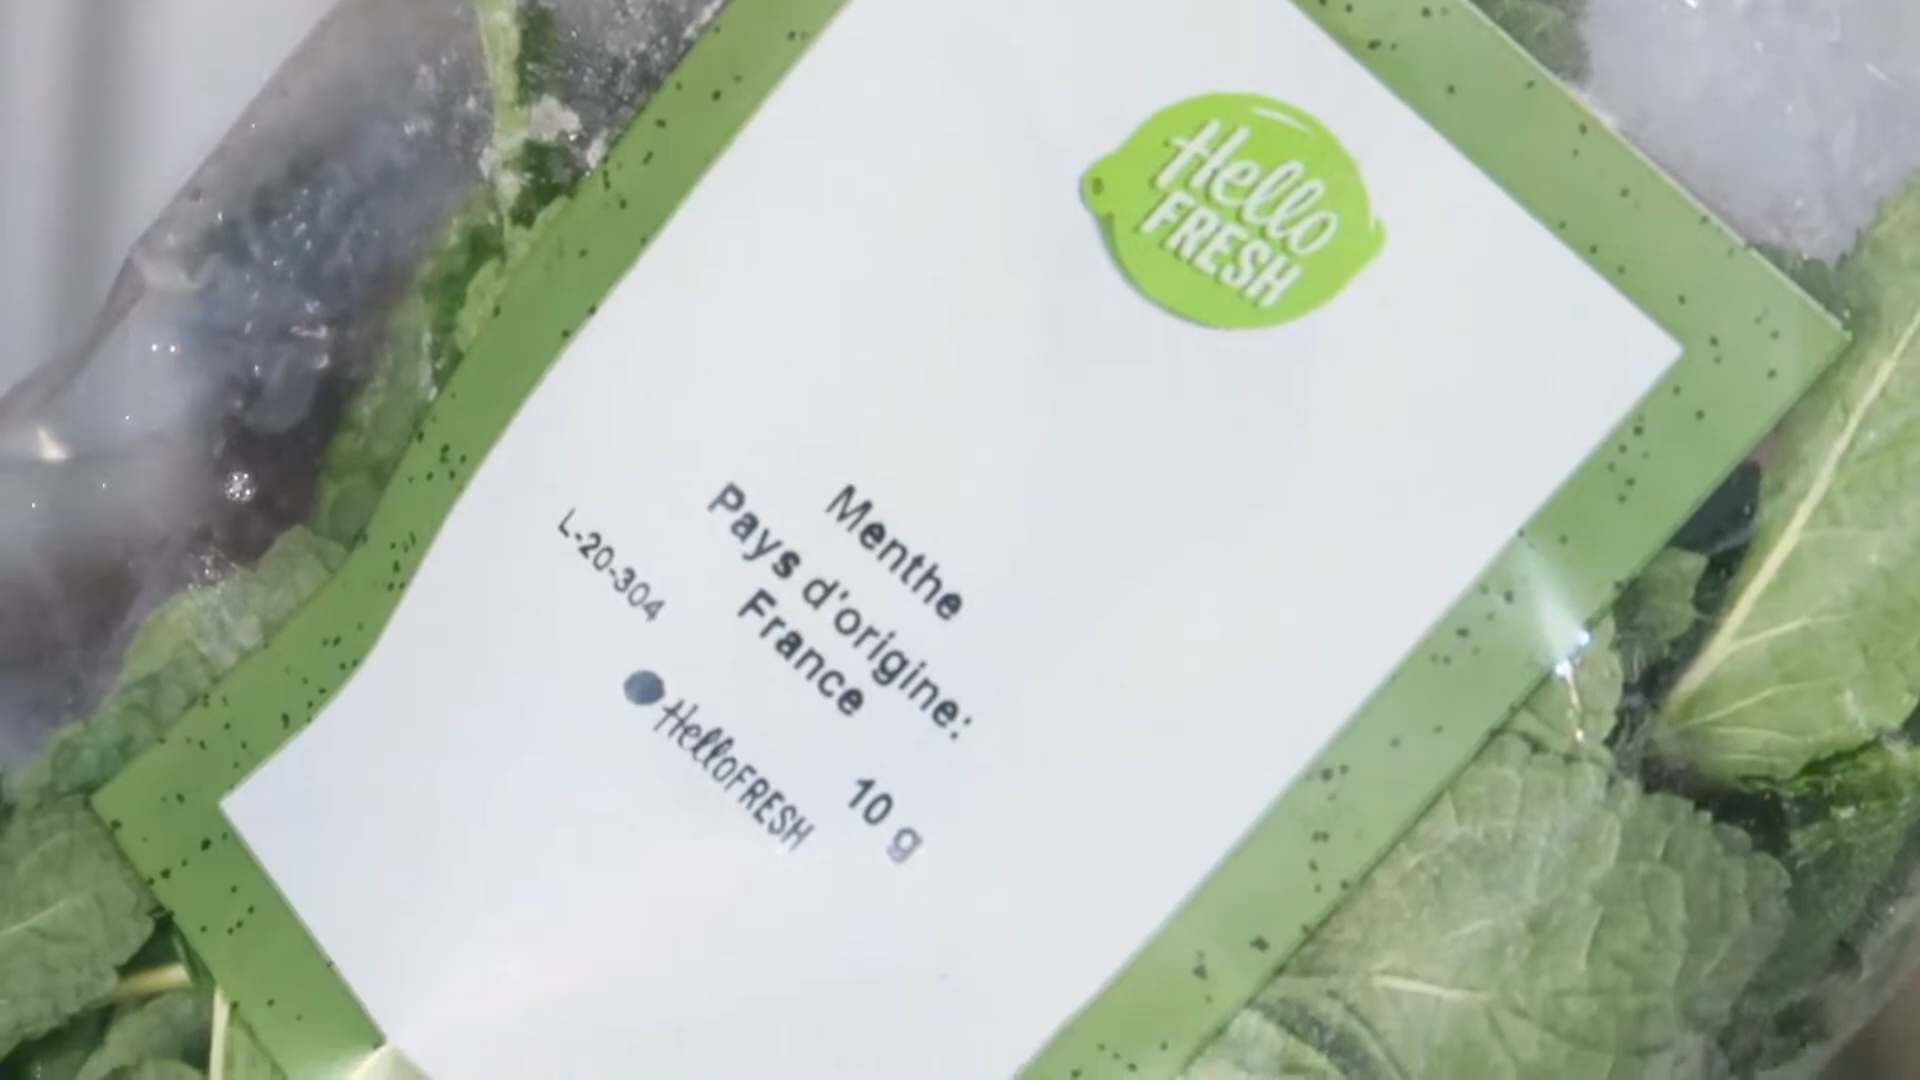 Hello
FRESH
Menthe
Pays d'origine:
France
L-20-304
10 g
HelloFRESH